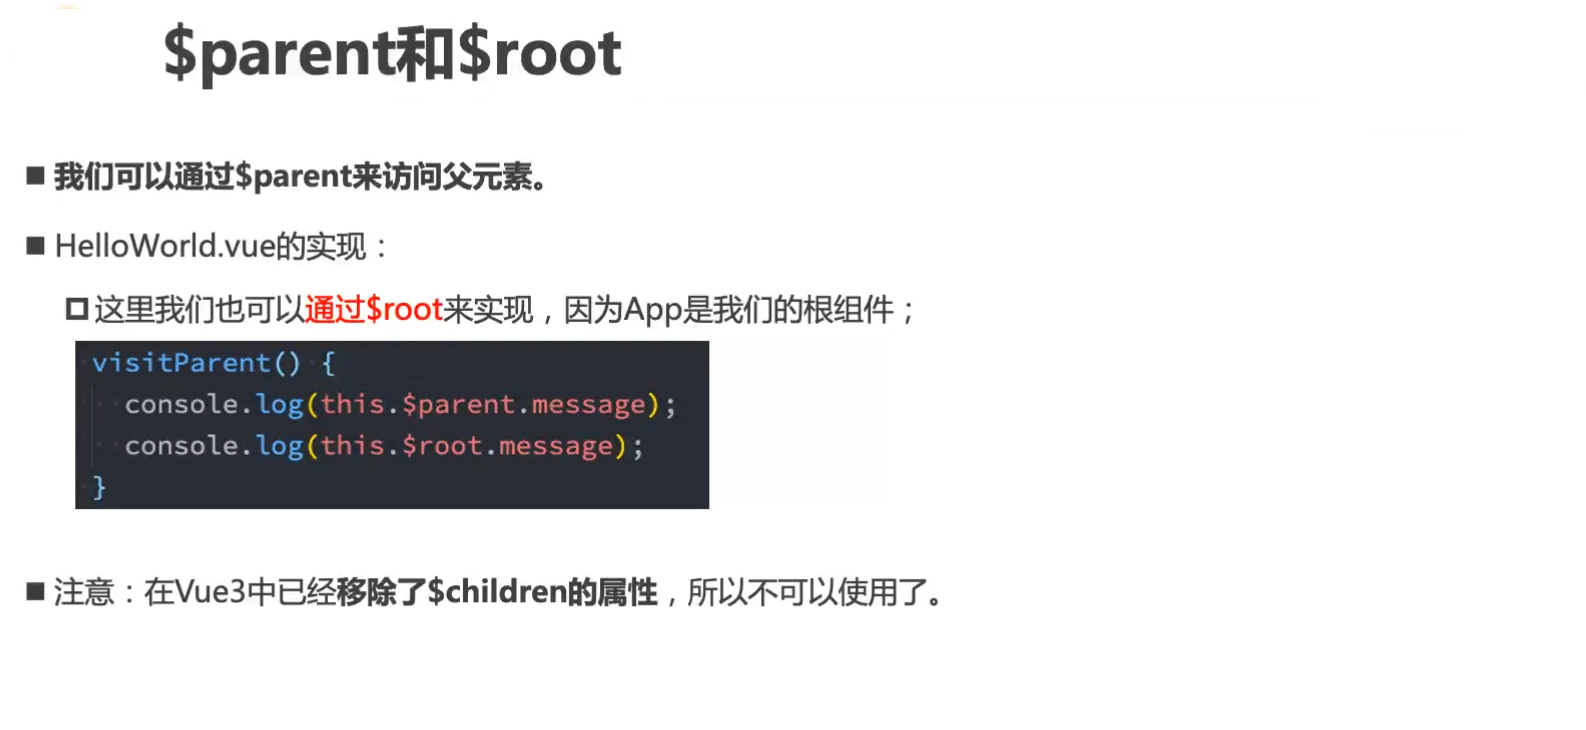 $parent和$root
我们可以通过$parent来访问父元素。
HelloWorld.vue的实现：
这里我们也可以通过$root来实现，因为App是我们的根组件；
visitParent() {
console.log(this.$parent.message);
console.log(this.$root.message);
}
注意：在Vue3中已经移除了$children的属性，所以不可以使用了。